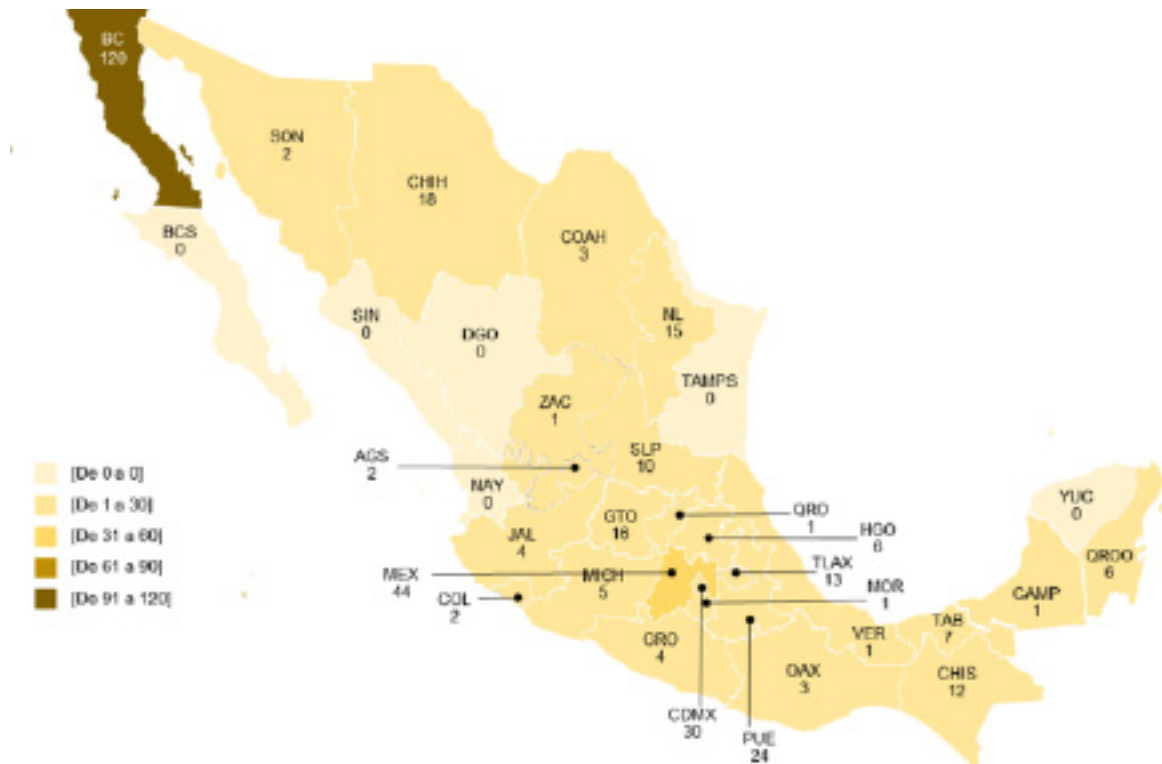 BC
120
SON
2
CHIH
18
COAH
3
BCS
0
SIN
0
DGO
0
NL
15
TAMPS
0
ZAC
1
AGS
2
SLP
10
NAY
0
[De 0 a 0]
[De 1 a 30]
[De 31 a 60]
[De 61 a 90]
[De 91 a 120]
JAL
4
GTO
16
QRO
1
HGO
6
YUC
0
QROO
6
MEX
44
MICH
5
TLAX
13
MOR
1
CAMP
1
COL
2
GRO
4
VER
1
TAB
7
OAX
3
CHIS
12
CDMX
30
PUE
24